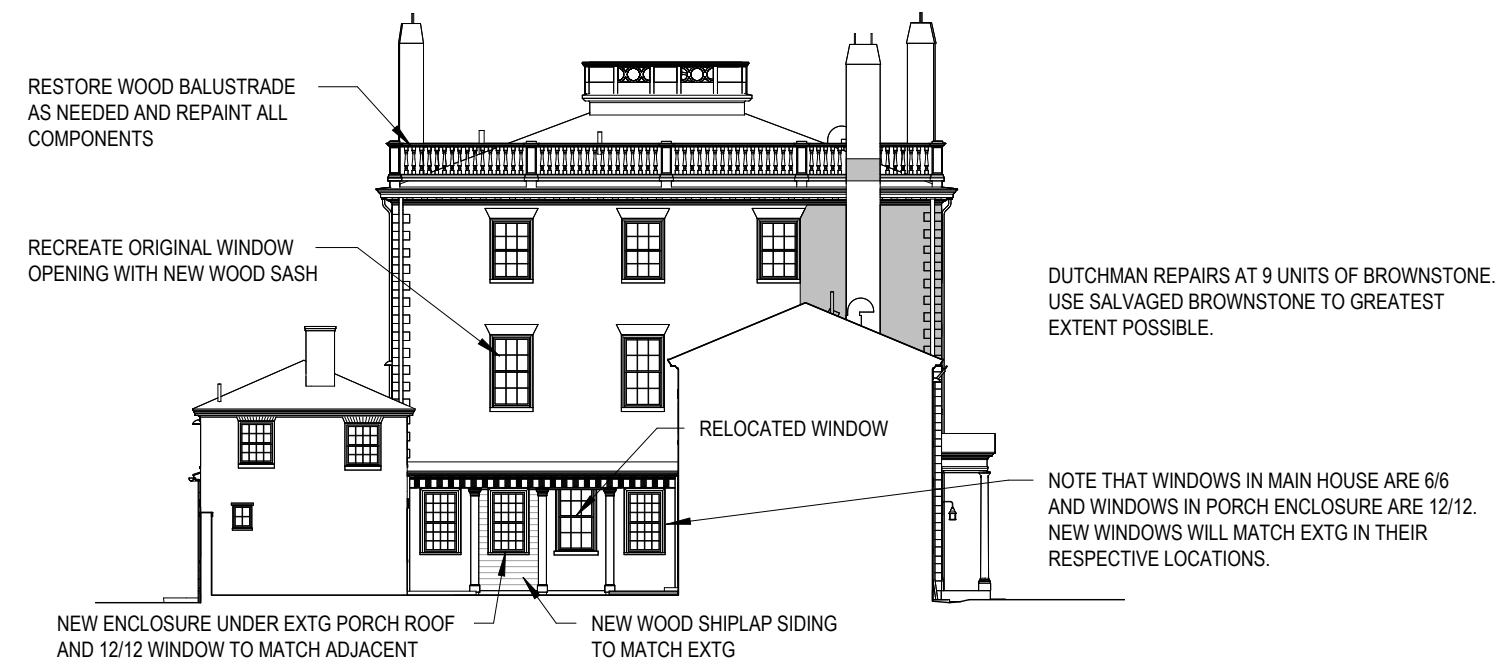 RESTORE WOOD BALUSTRADE
AS NEEDED AND REPAINT ALL
COMPONENTS
RECREATE ORIGINAL WINDOW
OPENING WITH NEW WOOD SASH
DUTCHMAN REPAIRS AT 9 UNITS OF BROWNSTONE.
USE SALVAGED BROWNSTONE TO GREATEST
EXTENT POSSIBLE.
RELOCATED WINDOW
NOTE THAT WINDOWS IN MAIN HOUSE ARE 6/6
AND WINDOWS IN PORCH ENCLOSURE ARE 12/12.
NEW WINDOWS WILL MATCH EXTG IN THEIR
RESPECTIVE LOCATIONS.
NEW ENCLOSURE UNDER EXTG PORCH ROOF
AND 12/12 WINDOW TO MATCH ADJACENT
NEW WOOD SHIPLAP SIDING
TO MATCH EXTG